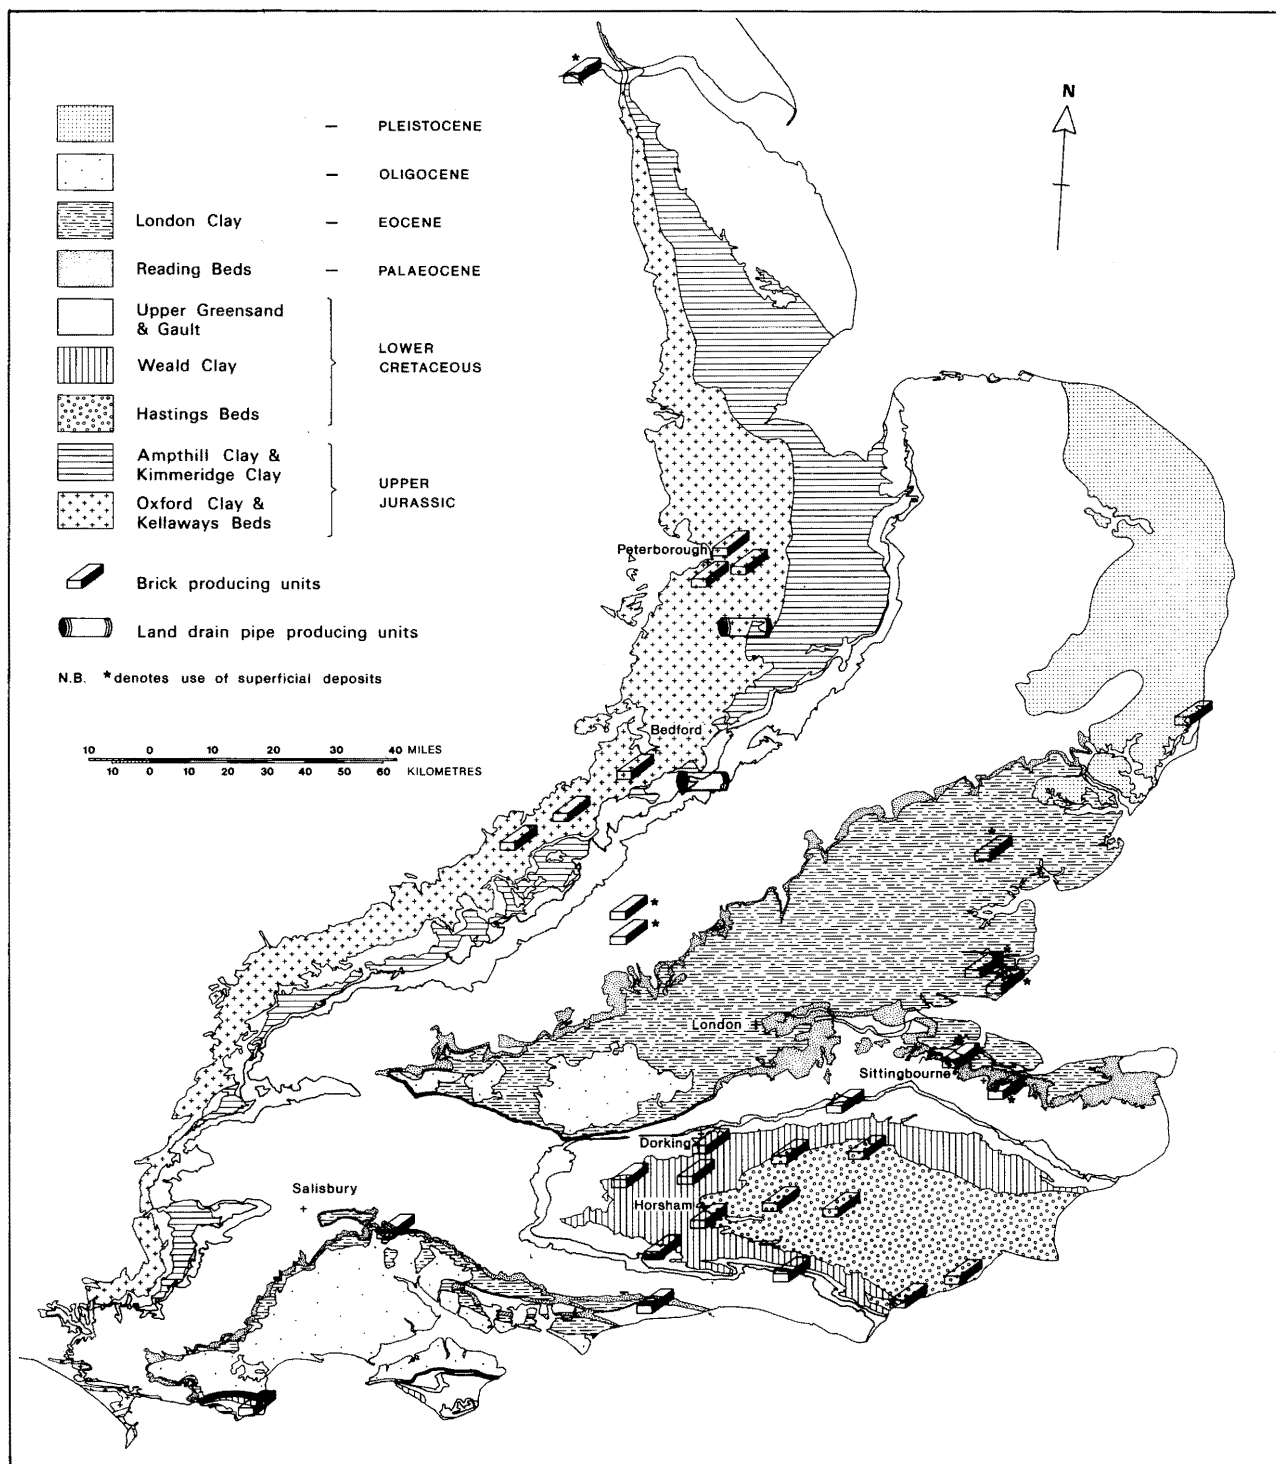 N
— PLEISTOCENE
— OLIGOCENE
London Clay — EOCENE
Reading Beds — PALAEOCENE
Upper Greensand
& Gault
Weald Clay
LOWER
CRETACEOUS
Hastings Beds
Ampthill Clay &
Kimmeridge Clay
UPPER
JURASSIC
Oxford Clay &
Kellaways Beds
Brick producing units
Land drain pipe producing units
N.B. *denotes use of superficial deposits
10 0 10 20 30 40 MILES
10 0 10 20 30 40 50 60 KILOMETRES
Peterborough
Bedford
London
Sittingbourne
Dorking
Salisbury
Horsham